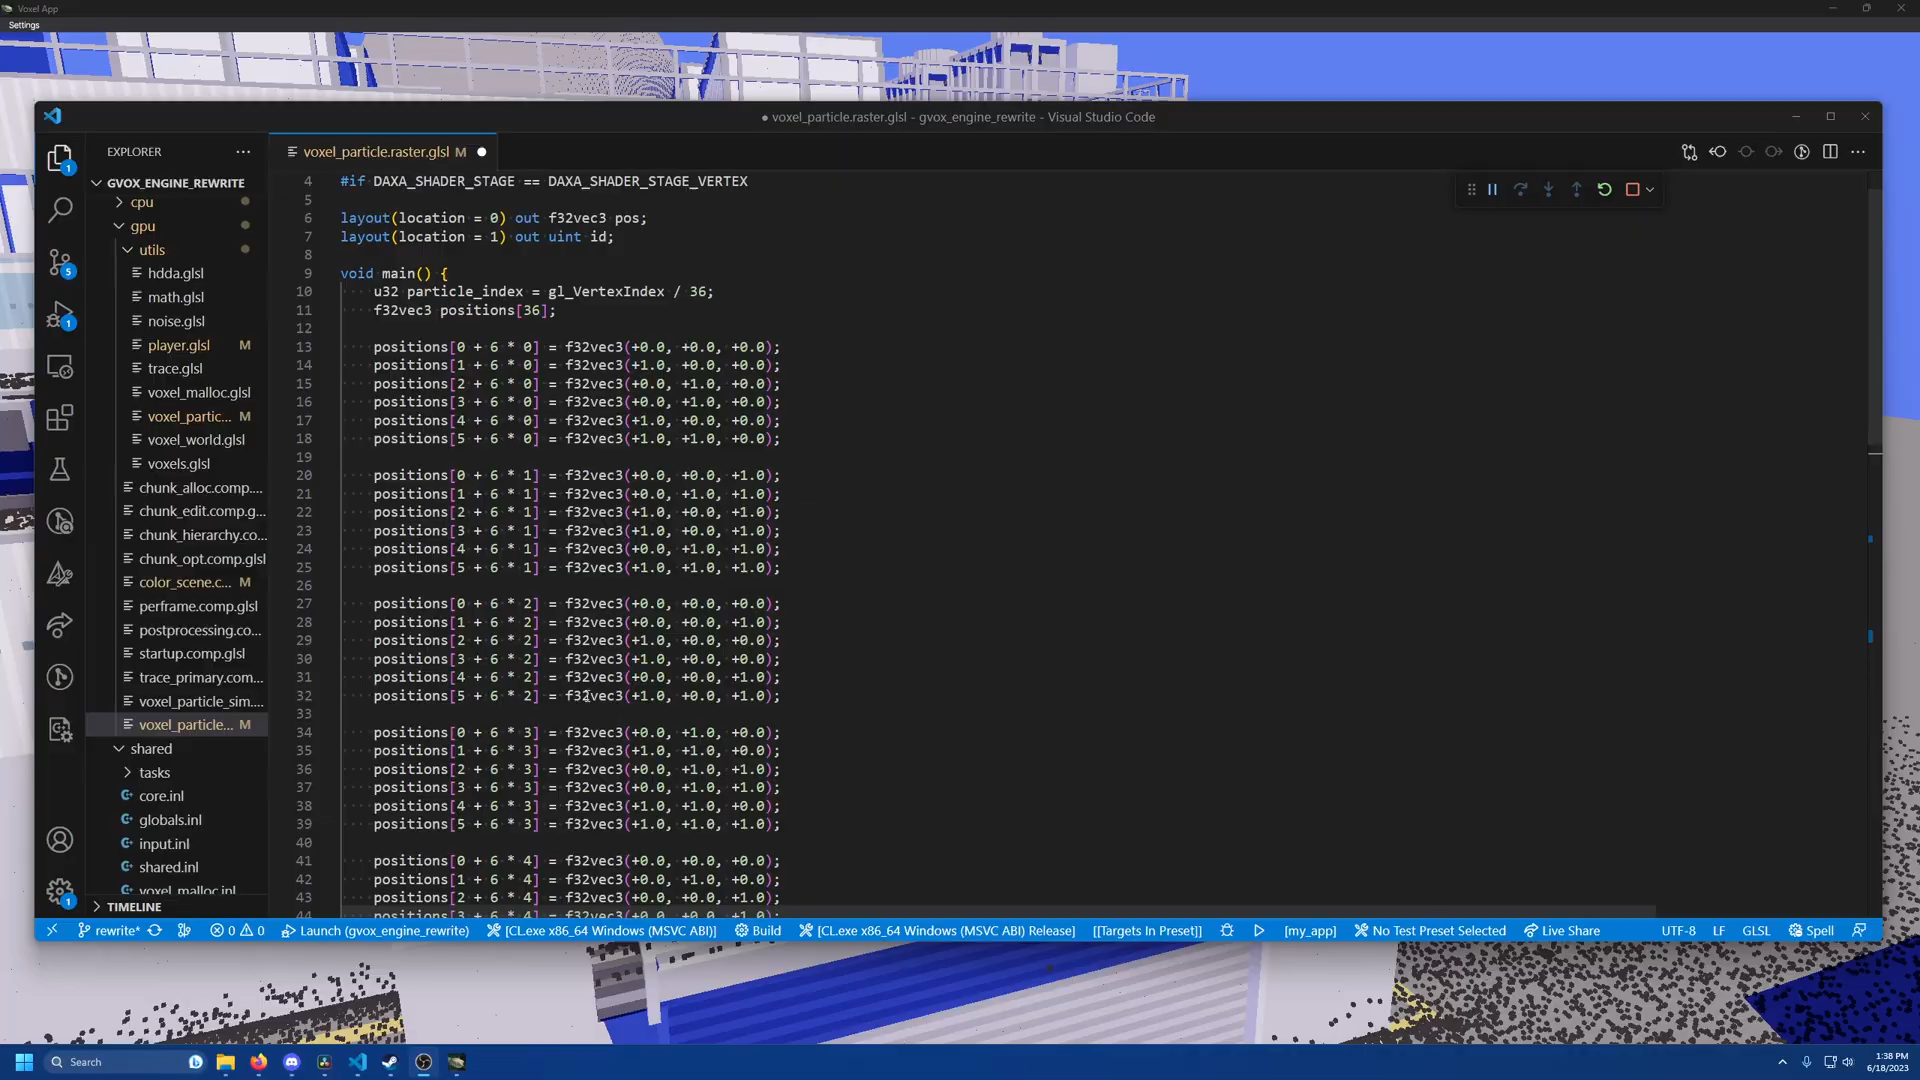 Voxel App
Settings
● voxel_particle.raster.glsl - gvox_engine_rewrite - Visual Studio Code
EXPLORER
voxel_particle.raster.glsl M
GVOX_ENGINE_REWRITE
cpu
gpu
utils
hdda.glsl
math.glsl
noise.glsl
player.glsl M
trace.glsl
voxel_malloc.glsl
voxel_partic... M
voxel_world.glsl
voxels.glsl
chunk_alloc.comp....
chunk_edit.comp.g...
chunk_hierarchy.co...
chunk_opt.comp.glsl
color_scene.c... M
perframe.comp.glsl
postprocessing.co...
startup.comp.glsl
trace_primary.com...
voxel_particle_sim....
voxel_particle... M
shared
tasks
core.inl
globals.inl
input.inl
shared.inl
voxel_malloc.inl
TIMELINE
4 #if DAXA_SHADER_STAGE == DAXA_SHADER_STAGE_VERTEX
5
6 layout(location = 0) out f32vec3 pos;
7 layout(location = 1) out uint id;
8
9 void main() {
10 u32 particle_index = gl_VertexIndex / 36;
11 f32vec3 positions[36];
12
13 positions[0 + 6 * 0] = f32vec3(+0.0, +0.0, +0.0);
14 positions[1 + 6 * 0] = f32vec3(+1.0, +0.0, +0.0);
15 positions[2 + 6 * 0] = f32vec3(+0.0, +1.0, +0.0);
16 positions[3 + 6 * 0] = f32vec3(+0.0, +1.0, +0.0);
17 positions[4 + 6 * 0] = f32vec3(+1.0, +0.0, +0.0);
18 positions[5 + 6 * 0] = f32vec3(+1.0, +1.0, +0.0);
19
20 positions[0 + 6 * 1] = f32vec3(+0.0, +0.0, +1.0);
21 positions[1 + 6 * 1] = f32vec3(+0.0, +1.0, +1.0);
22 positions[2 + 6 * 1] = f32vec3(+1.0, +0.0, +1.0);
23 positions[3 + 6 * 1] = f32vec3(+1.0, +0.0, +1.0);
24 positions[4 + 6 * 1] = f32vec3(+0.0, +1.0, +1.0);
25 positions[5 + 6 * 1] = f32vec3(+1.0, +1.0, +1.0);
26
27 positions[0 + 6 * 2] = f32vec3(+0.0, +0.0, +0.0);
28 positions[1 + 6 * 2] = f32vec3(+0.0, +0.0, +1.0);
29 positions[2 + 6 * 2] = f32vec3(+1.0, +0.0, +0.0);
30 positions[3 + 6 * 2] = f32vec3(+1.0, +0.0, +0.0);
31 positions[4 + 6 * 2] = f32vec3(+0.0, +0.0, +1.0);
32 positions[5 + 6 * 2] = f32vec3(+1.0, +0.0, +1.0);
33
34 positions[0 + 6 * 3] = f32vec3(+0.0, +1.0, +0.0);
35 positions[1 + 6 * 3] = f32vec3(+1.0, +1.0, +0.0);
36 positions[2 + 6 * 3] = f32vec3(+0.0, +1.0, +1.0);
37 positions[3 + 6 * 3] = f32vec3(+0.0, +1.0, +1.0);
38 positions[4 + 6 * 3] = f32vec3(+1.0, +1.0, +0.0);
39 positions[5 + 6 * 3] = f32vec3(+1.0, +1.0, +1.0);
40
41 positions[0 + 6 * 4] = f32vec3(+0.0, +0.0, +0.0);
42 positions[1 + 6 * 4] = f32vec3(+0.0, +1.0, +0.0);
43 positions[2 + 6 * 4] = f32vec3(+0.0, +0.0, +1.0);
44 positions[3 + 6 * 4] = f32vec3(+0.0, +0.0, +1.0);
rewrite* 0 0 Launch (gvox_engine_rewrite) [CL.exe x86_64 Windows (MSVC ABI)] Build [CL.exe x86_64 Windows (MSVC ABI) Release] [[Targets In Preset]] [my_app] No Test Preset Selected Live Share UTF-8 LF GLSL Spell
Search
1:38 PM
6/18/2023